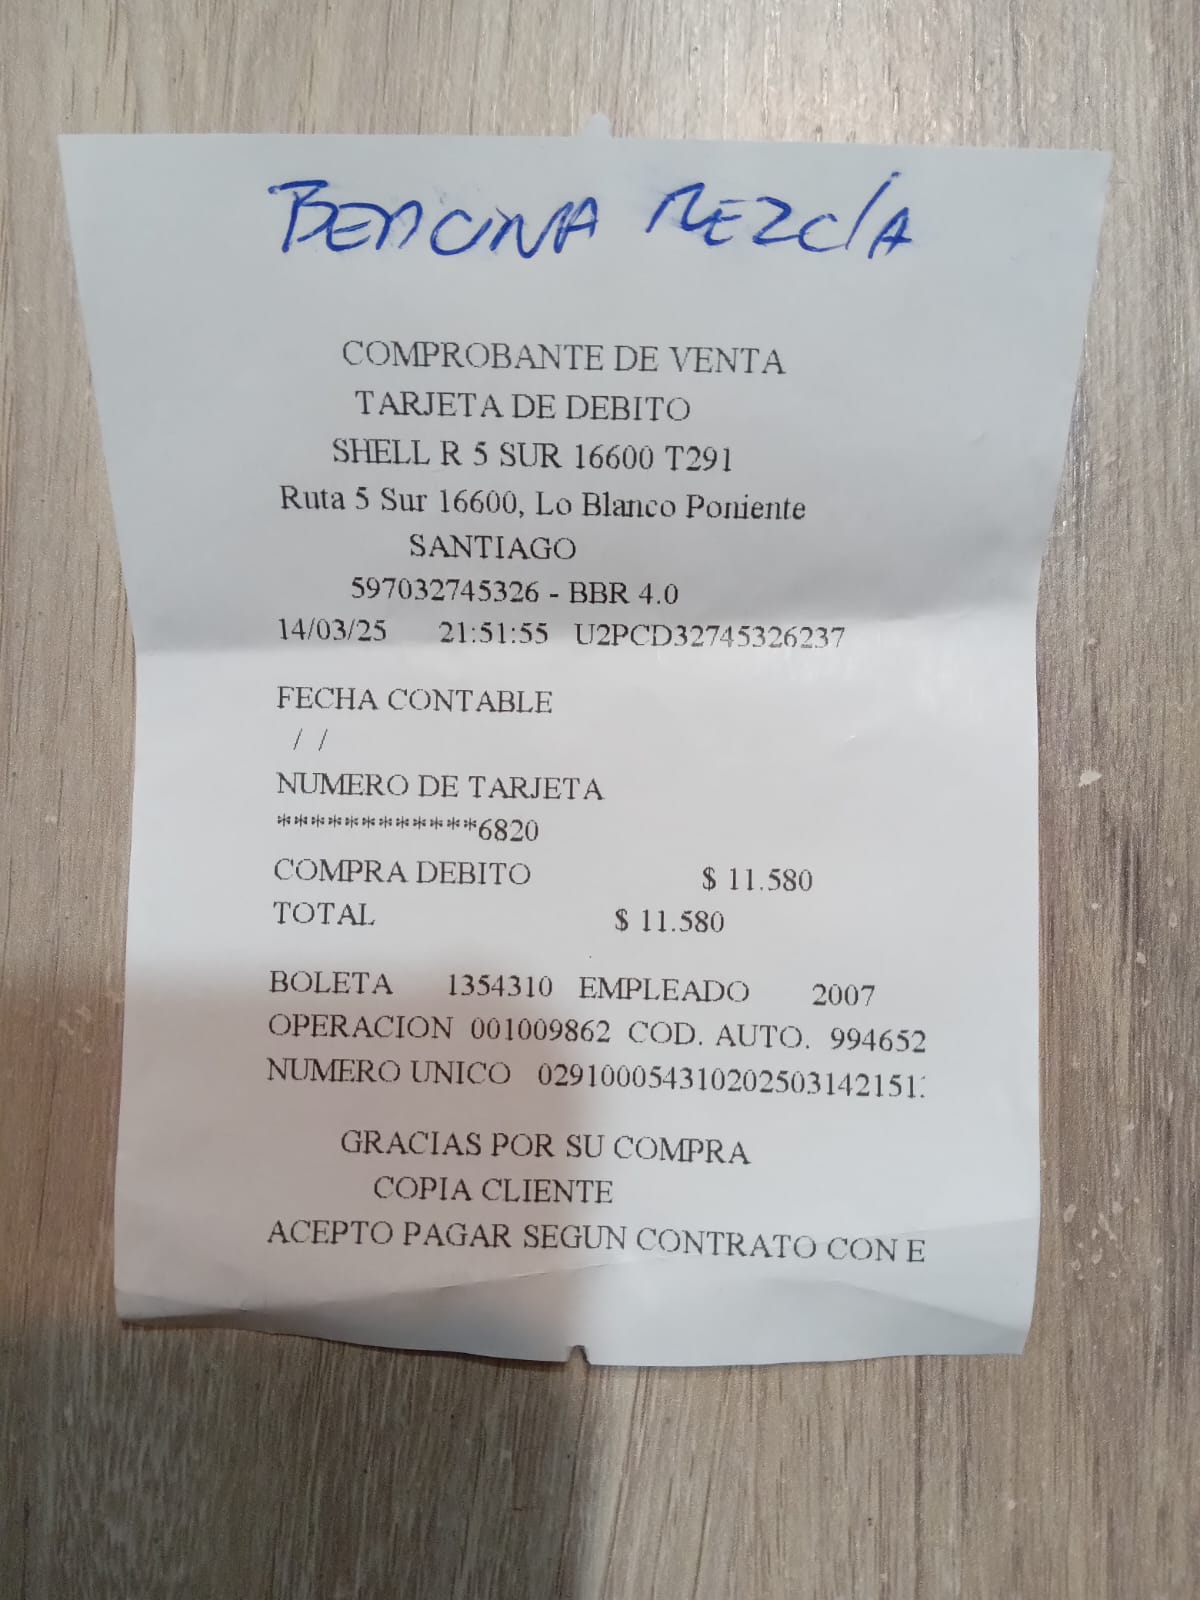 BENCINA MEZCLA
COMPROBANTE DE VENTA
TARJETA DE DEBITO
SHELL R 5 SUR 16600 T291
Ruta 5 Sur 16600, Lo Blanco Poniente
SANTIAGO
597032745326 - BBR 4.0
14/03/25 21:51:55 U2PCD32745326237
FECHA CONTABLE
/ /
NUMERO DE TARJETA
************6820
COMPRA DEBITO $ 11.580
TOTAL $ 11.580
BOLETA 1354310 EMPLEADO 2007
OPERACION 001009862 COD. AUTO. 994652
NUMERO UNICO
GRACIAS POR SU COMPRA
COPIA CLIENTE
ACEPTO PAGAR SEGUN CONTRATO CON E